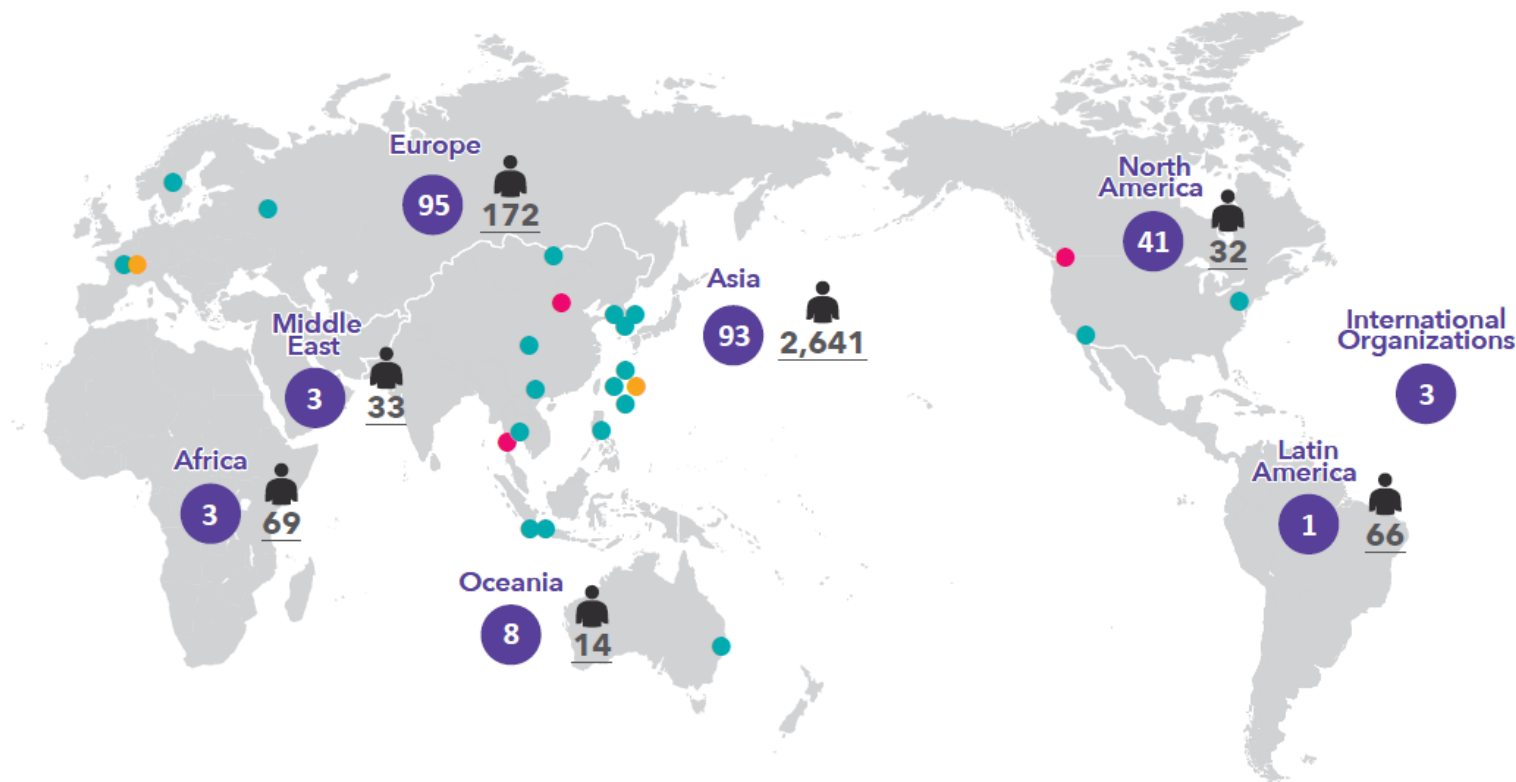 Europe
95
172
North
America
41
32
Asia
93
2,641
Middle
East
3
33
International
Organizations
3
Africa
3
69
Latin
America
1
66
Oceania
8
14